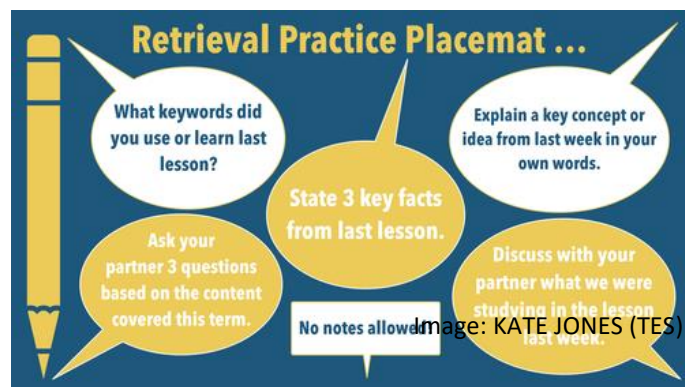 Retrieval Practice Placemat ...
What keywords did
you use or learn last
lesson?
Explain a key concept or
idea from last week in your
own words.
State 3 key facts
from last lesson.
Ask your
partner 3 questions
based on the content
covered this term.
Discuss with your
partner what we were
studying in the lesson
last week.
No notes allowed
Image: KATE JONES (TES)